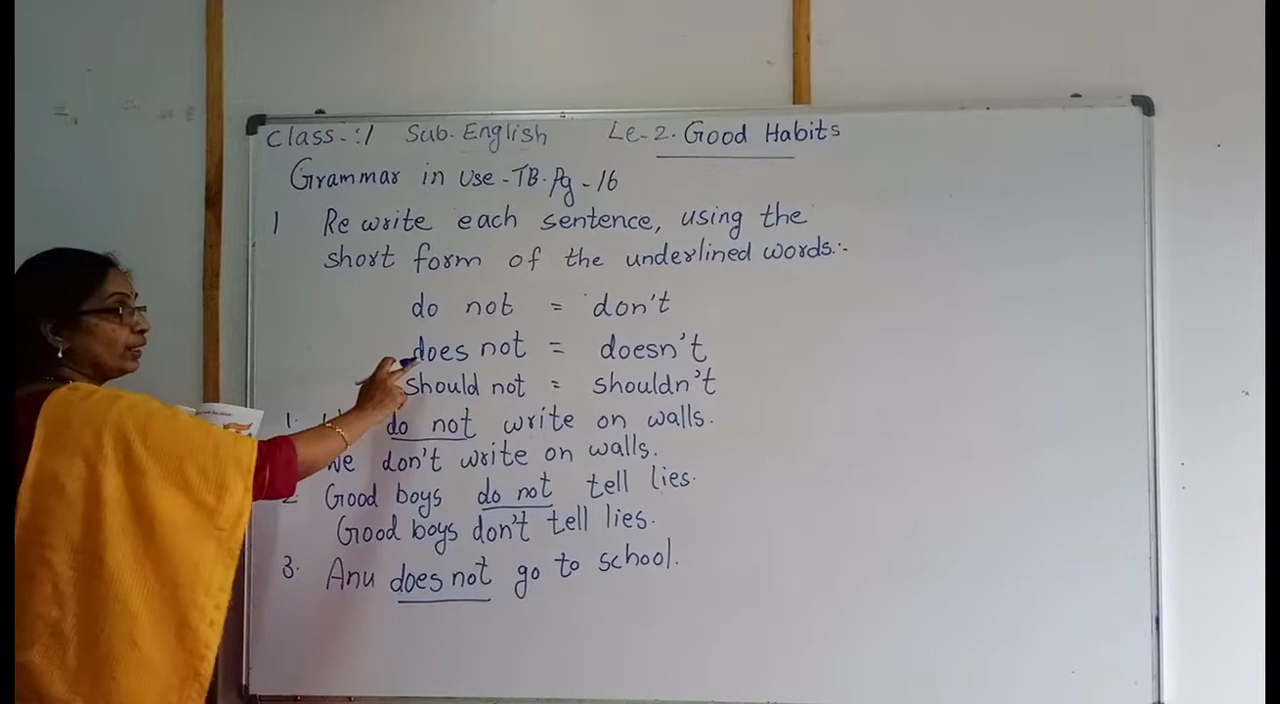 Class-:1 Sub. English Le-2. Good Habits
Grammar in Use-TB.Pg-16
1 Re write each sentence, using the
short form of the underlined words:-
do not = don't
does not = doesn't
should not = shouldn't
1. do not write on walls.
We don't write on walls.
2. Good boys do not tell lies.
Good boys don't tell lies.
3. Anu does not go to school.